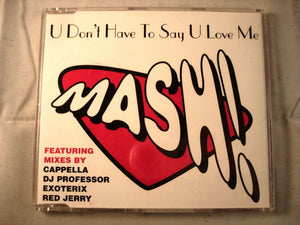 U Don't Have To Say U Love Me
MASH!
FEATURING
MIXES BY
CAPPELLA
DJ PROFESSOR
EXOTERIX
RED JERRY